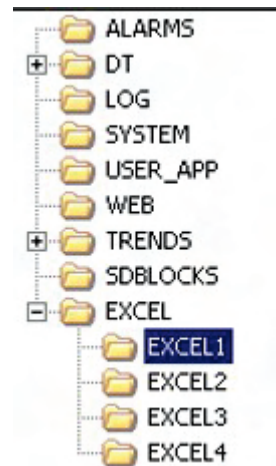 ALARMS
DT
LOG
SYSTEM
USER_APP
WEB
TRENDS
SDBLOCKS
EXCEL
EXCEL1
EXCEL2
EXCEL3
EXCEL4